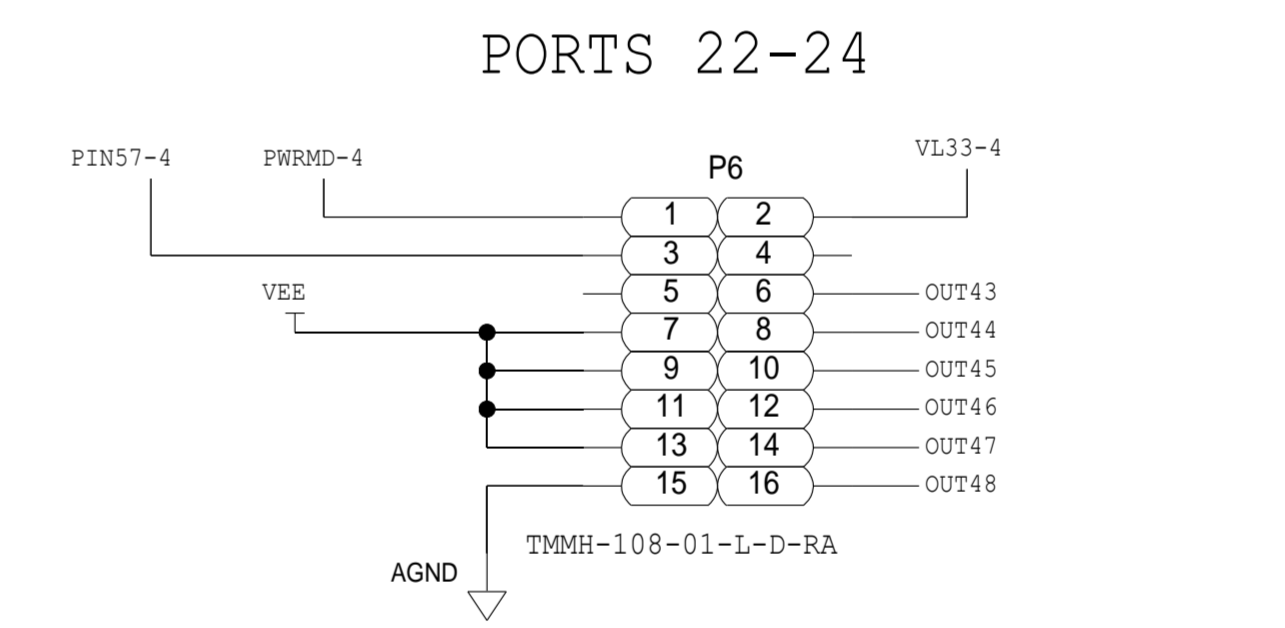 PORTS 22-24
PIN57-4 PWRMD-4 VL33-4
P6
1 2
3 4
VEE 5 6 OUT43
7 8 OUT44
9 10 OUT45
11 12 OUT46
13 14 OUT47
15 16 OUT48
TMMH-108-01-L-D-RA
AGND